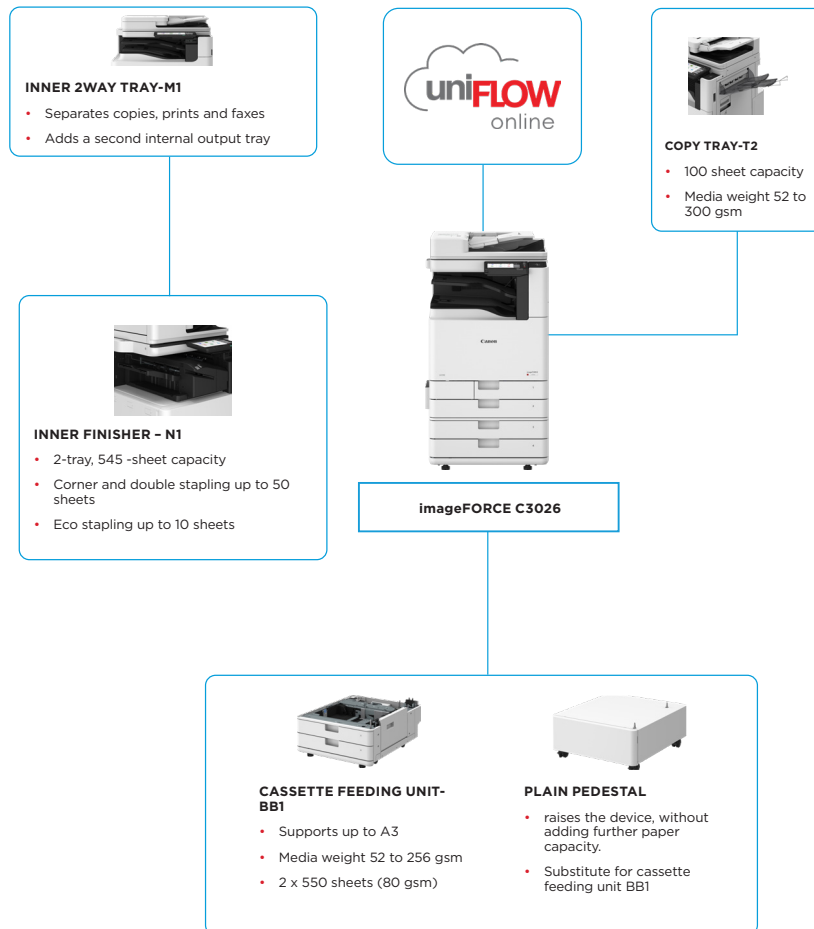 INNER 2WAY TRAY-M1
• Separates copies, prints and faxes
• Adds a second internal output tray
uniFLOW
online
COPY TRAY-T2
• 100 sheet capacity
• Media weight 52 to
300 gsm
Canon
INNER FINISHER – N1
• 2-tray, 545 -sheet capacity
• Corner and double stapling up to 50
sheets
• Eco stapling up to 10 sheets
imageFORCE C3026
CASSETTE FEEDING UNIT-
BB1
• Supports up to A3
• Media weight 52 to 256 gsm
• 2 x 550 sheets (80 gsm)
PLAIN PEDESTAL
• raises the device, without
adding further paper
capacity.
• Substitute for cassette
feeding unit BB1